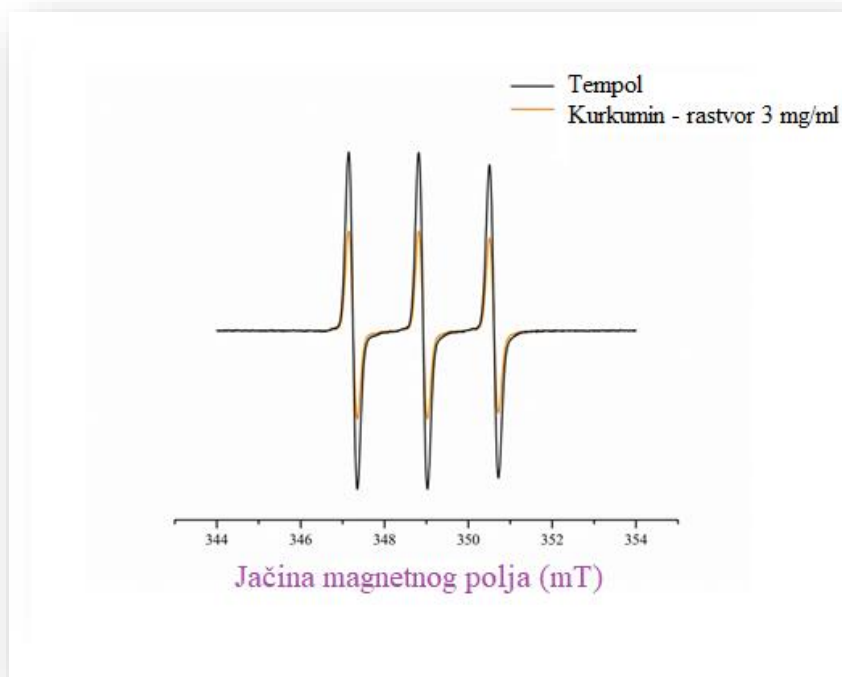 Tempol
Kurkumin - rastvor 3 mg/ml
344 346 348 350 352 354
Jačina magnetnog polja (mT)